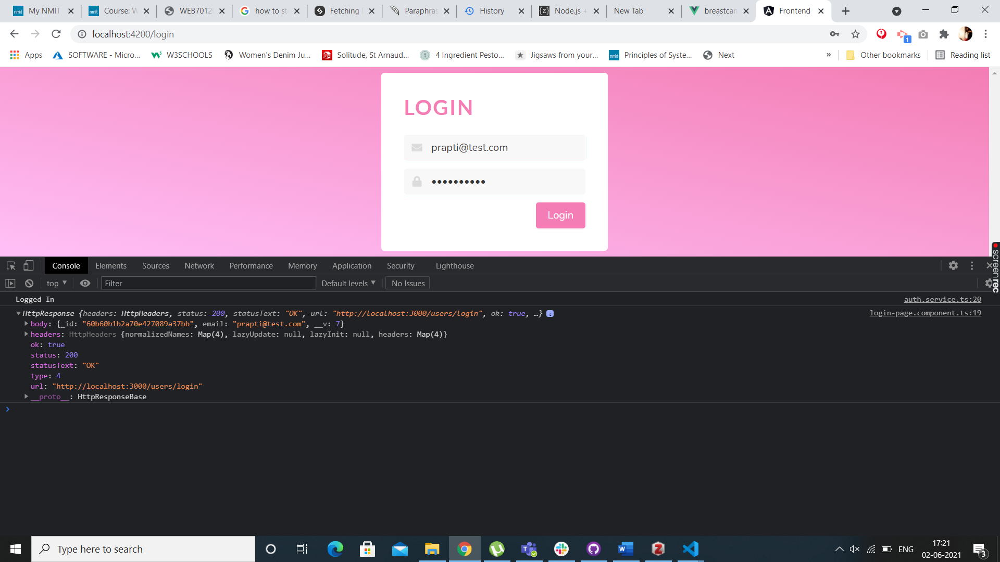 My NMIT
Course: W
WEB7012
how to st
Fetching
Paraphras
History
Node.js +
New Tab
breastcan
Frontend
localhost:4200/login
1
Apps
SOFTWARE - Micro...
W3SCHOOLS
Women's Denim Ju...
Solitude, St Arnaud...
4 Ingredient Pesto...
Jigsaws from your...
nmit
Principles of Syste...
Next
»
Other bookmarks
Reading list
LOGIN
prapti@test.com
••••••••••
Login
screenrec
Console
Elements
Sources
Network
Performance
Memory
Application
Security
Lighthouse
top
Filter
Default levels
No Issues
Logged In
auth.service.ts:20
HttpResponse {headers: HttpHeaders, status: 200, statusText: "OK", url: "http://localhost:3000/users/login", ok: true, …}
login-page.component.ts:19
body: {_id: "60b60b1b2a70e427089a37bb", email: "prapti@test.com", __v: 7}
headers: HttpHeaders {normalizedNames: Map(4), lazyUpdate: null, lazyInit: null, headers: Map(4)}
ok: true
status: 200
statusText: "OK"
type: 4
url: "http://localhost:3000/users/login"
__proto__: HttpResponseBase
Type here to search
ENG
17:21
02-06-2021
3